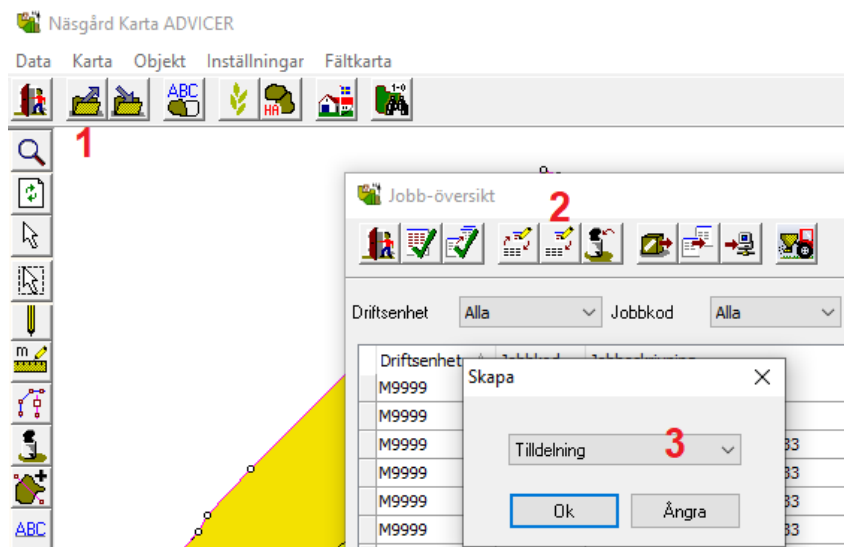 Näsgård Karta ADVICER
Data Karta Objekt Inställningar Fältkarta
ABC
HA
1-0
1
Jobb-översikt
2
Driftsenhet Alla Jobbkod Alla
m
Driftsenhet
Skapa
M9999
M9999
M9999 33
Tilldelning 3
M9999 33
M9999 33
Ok Ångra
M9999 33
ABC